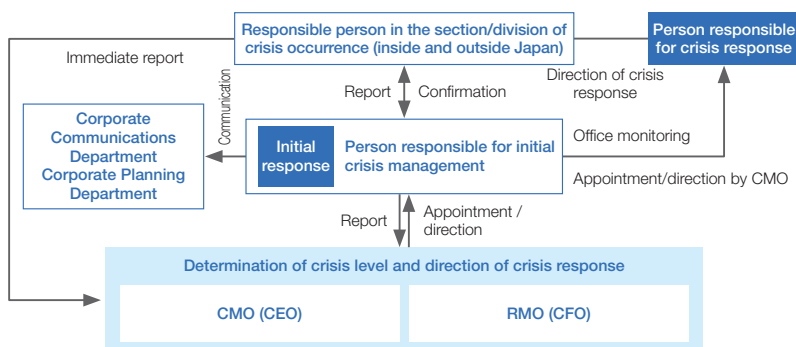 Responsible person in the section/division of
crisis occurrence (inside and outside Japan)
Person responsible
for crisis response
Immediate report
Direction of crisis
response
Report
Confirmation
Communication
Corporate
Communications
Department
Corporate Planning
Department
Initial
response
Person responsible for initial
crisis management
Office monitoring
Appointment/direction by CMO
Report
Appointment /
direction
Determination of crisis level and direction of crisis response
CMO (CEO)
RMO (CFO)